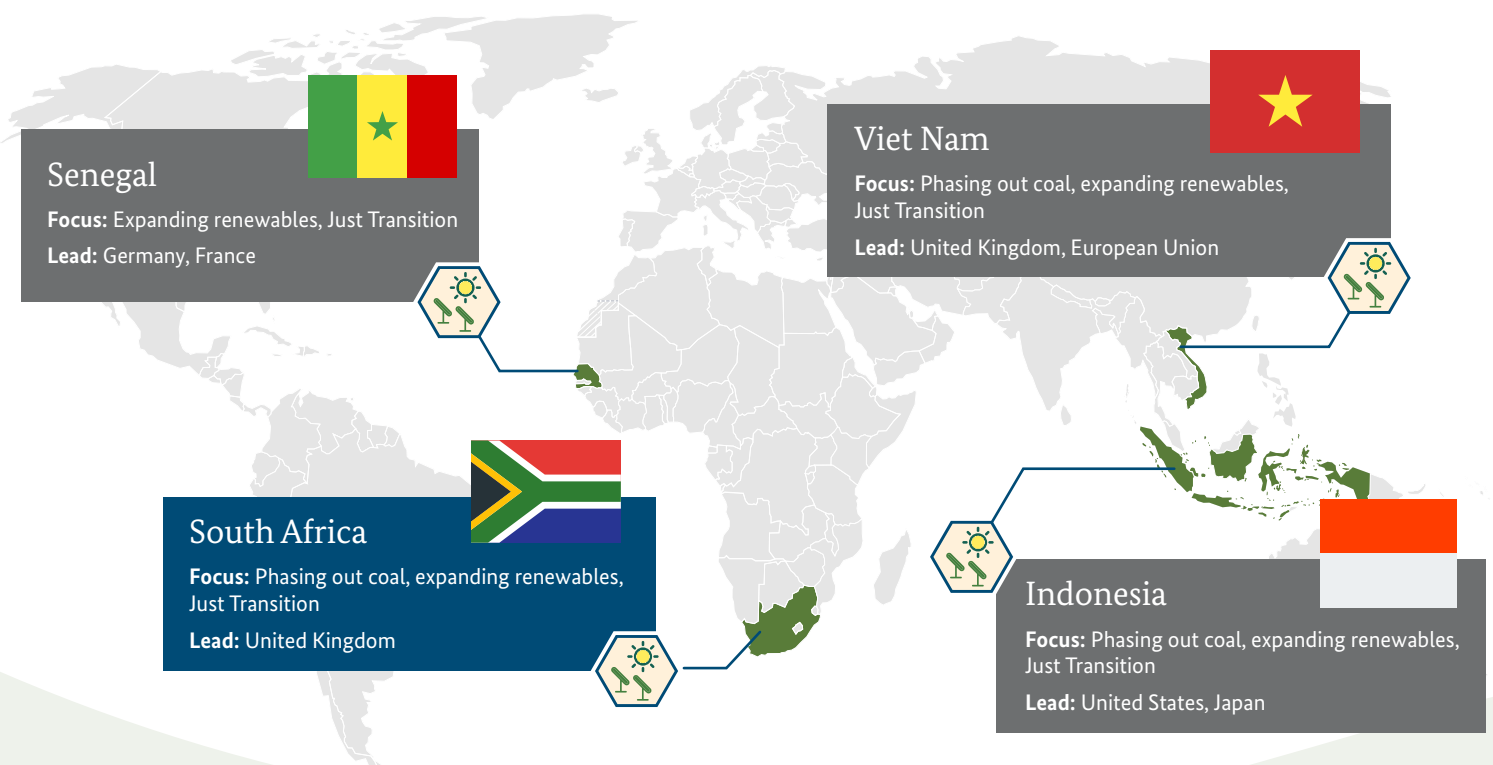 Senegal
Focus: Expanding renewables, Just Transition
Lead: Germany, France
Viet Nam
Focus: Phasing out coal, expanding renewables,
Just Transition
Lead: United Kingdom, European Union
South Africa
Focus: Phasing out coal, expanding renewables,
Just Transition
Lead: United Kingdom
Indonesia
Focus: Phasing out coal, expanding renewables,
Just Transition
Lead: United States, Japan